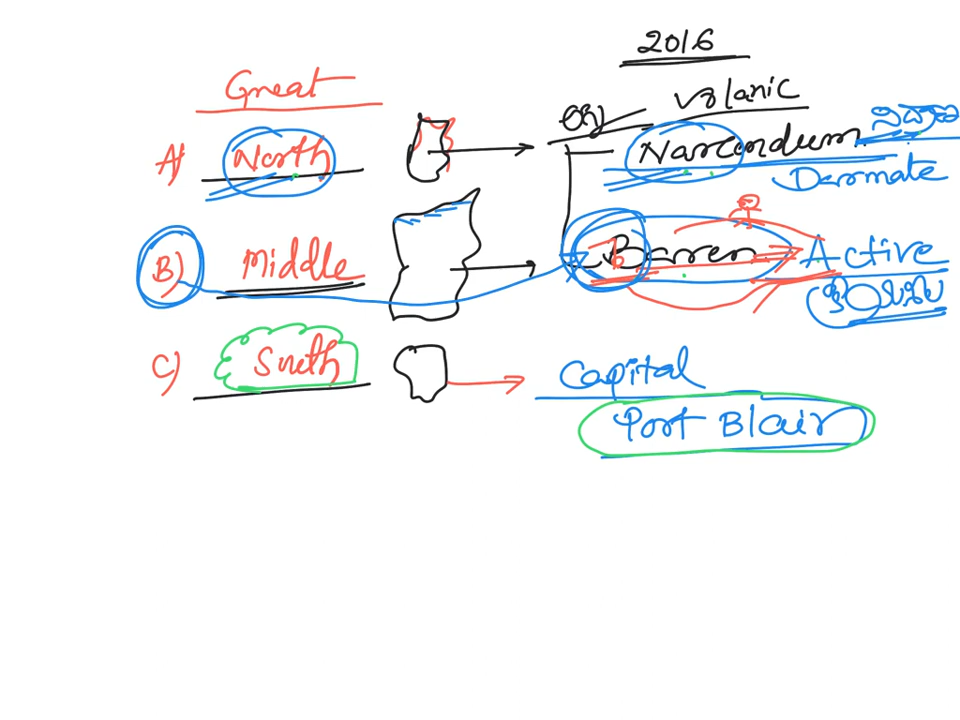 2016
Great
volanic
A) North
Narcondum
Dormate
B) Middle
Barren
Active
C) South
Capital
Port Blair